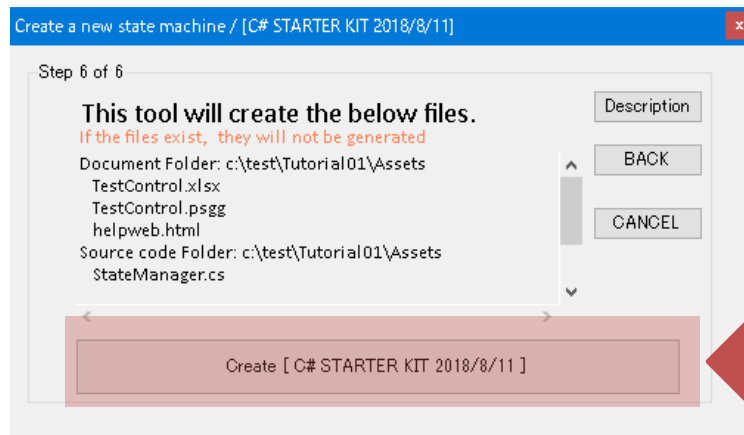 Create a new state machine / [C# STARTER KIT 2018/8/11]
x
Step 6 of 6
This tool will create the below files.
If the files exist, they will not be generated
Document Folder: c:\test\Tutorial01\Assets
TestControl.xlsx
TestControl.psgg
helpweb.html
Source code Folder: c:\test\Tutorial01\Assets
StateManager.cs
Description
BACK
CANCEL
Create [ C# STARTER KIT 2018/8/11 ]